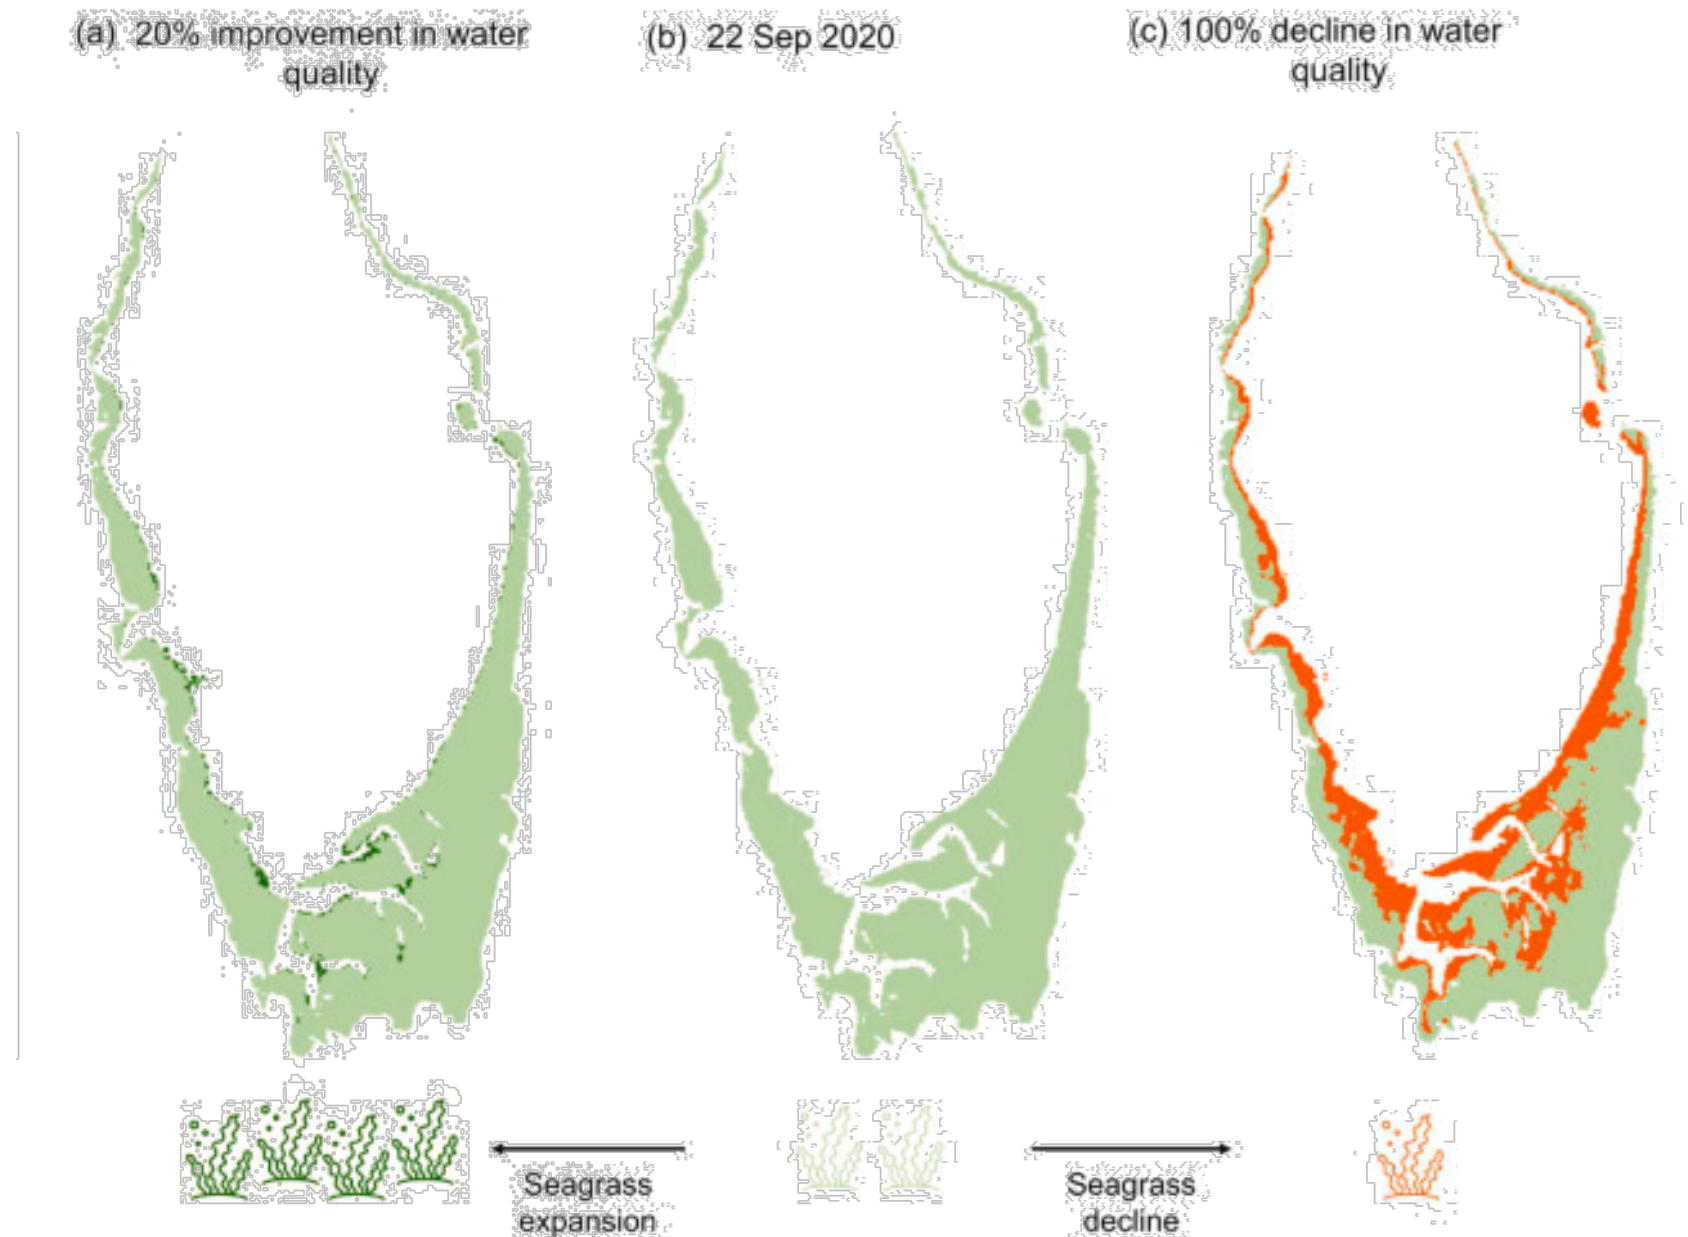 (a) 20% improvement in water
quality
(b) 22 Sep 2020
(c) 100% decline in water
quality
Seagrass
expansion
Seagrass
decline